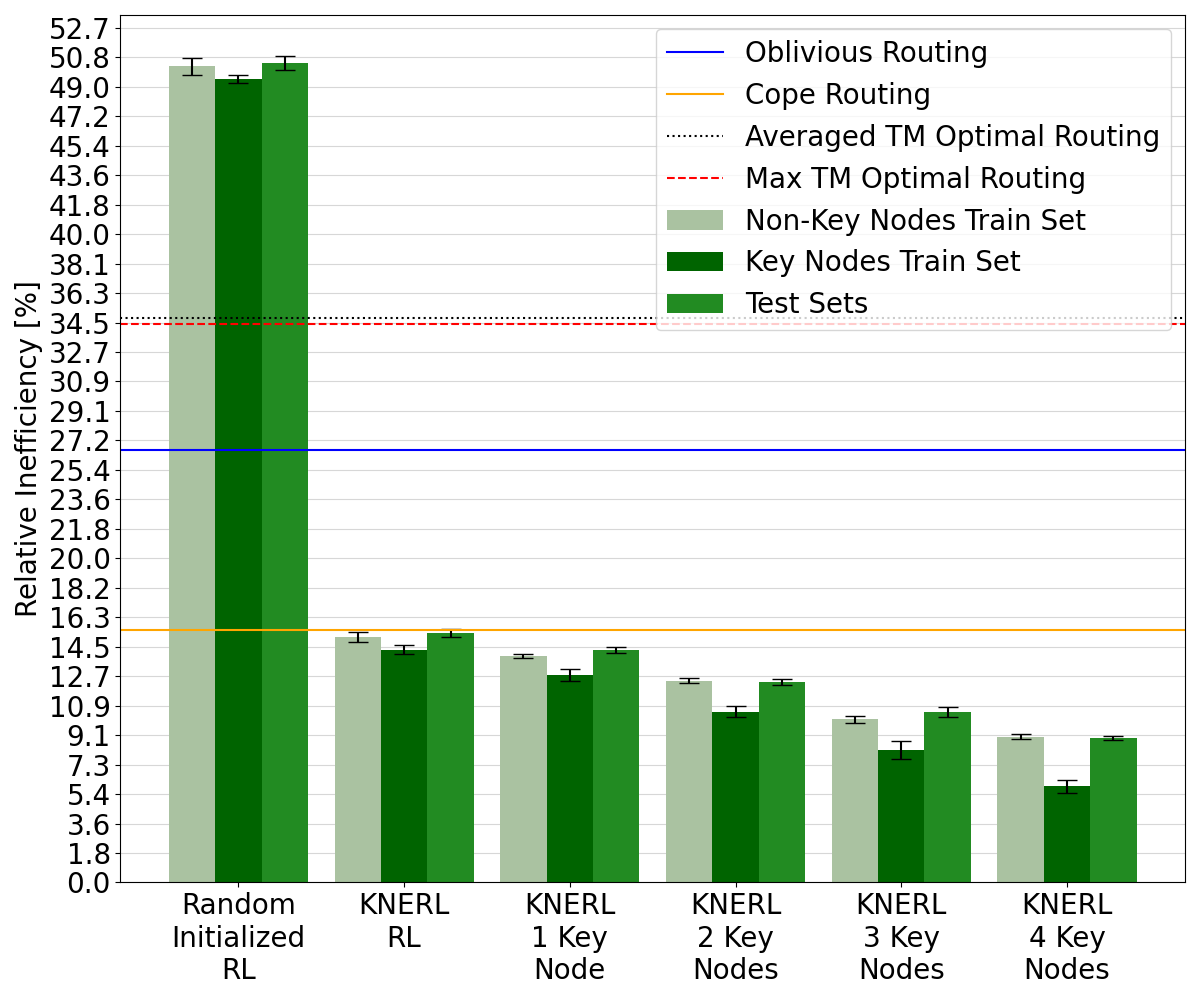 52.7
50.8
49.0
47.2
45.4
43.6
41.8
40.0
38.1
36.3
34.5
32.7
30.9
29.1
27.2
25.4
23.6
21.8
20.0
18.2
16.3
14.5
12.7
10.9
9.1
7.3
5.4
3.6
1.8
0.0
Relative Inefficiency [%]
Oblivious Routing
Cope Routing
Averaged TM Optimal Routing
Max TM Optimal Routing
Non-Key Nodes Train Set
Key Nodes Train Set
Test Sets
Random
Initialized
RL
KNERL
RL
KNERL
1 Key
Node
KNERL
2 Key
Nodes
KNERL
3 Key
Nodes
KNERL
4 Key
Nodes